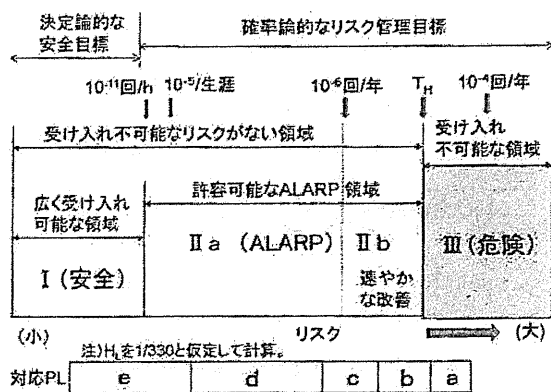 決定論的な
安全目標
確率論的なリスク管理目標
10⁻¹¹回/h
10⁻⁵/生涯
10⁻⁶回/年
T_H
10⁻⁴回/年
受け入れ不可能なリスクがない領域
受け入れ
不可能な領域
広く受け入れ
可能な領域
許容可能なALARP領域
Ⅰ(安全)
Ⅱa (ALARP)
Ⅱb
速やか
な改善
Ⅲ(危険)
(小)
リスク
(大)
注)H_Lを1/330と仮定して計算。
対応PL
e
d
c
b
a